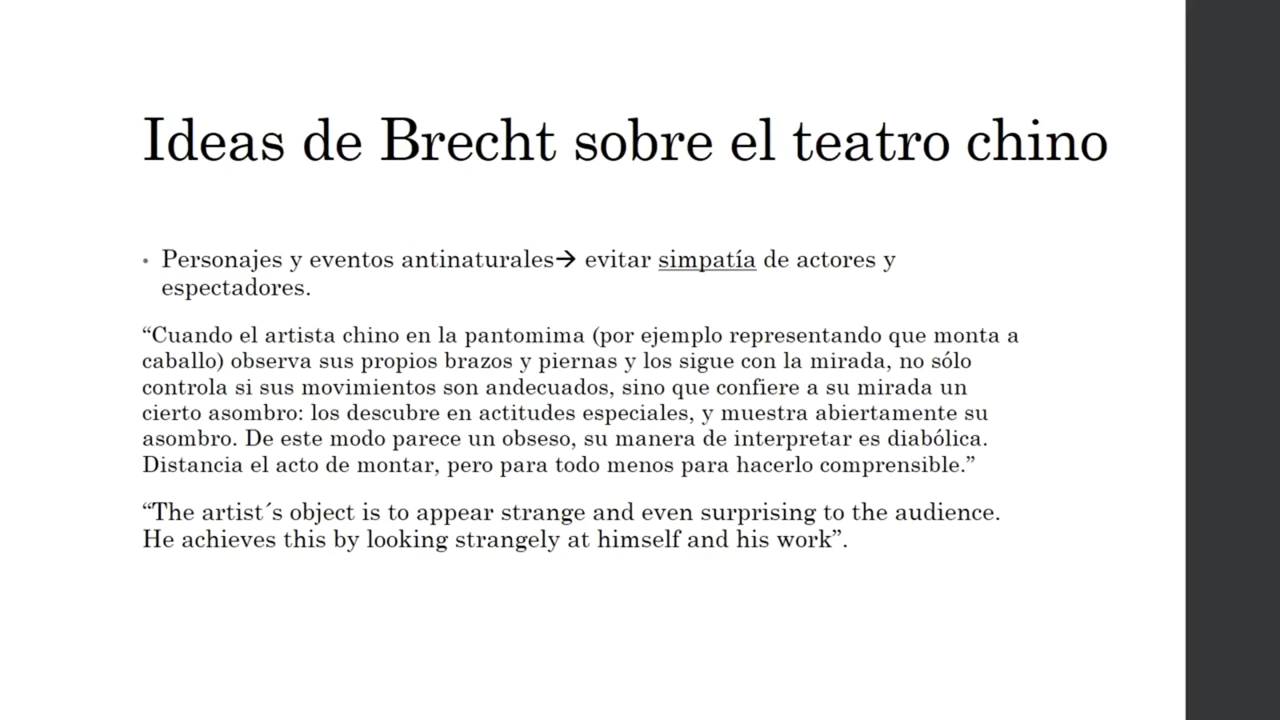 Ideas de Brecht sobre el teatro chino
• Personajes y eventos antinaturales→ evitar simpatía de actores y
espectadores.
“Cuando el artista chino en la pantomima (por ejemplo representando que monta a
caballo) observa sus propios brazos y piernas y los sigue con la mirada, no sólo
controla si sus movimientos son andecuados, sino que confiere a su mirada un
cierto asombro: los descubre en actitudes especiales, y muestra abiertamente su
asombro. De este modo parece un obseso, su manera de interpretar es diabólica.
Distancia el acto de montar, pero para todo menos para hacerlo comprensible.”
“The artist´s object is to appear strange and even surprising to the audience.
He achieves this by looking strangely at himself and his work”.